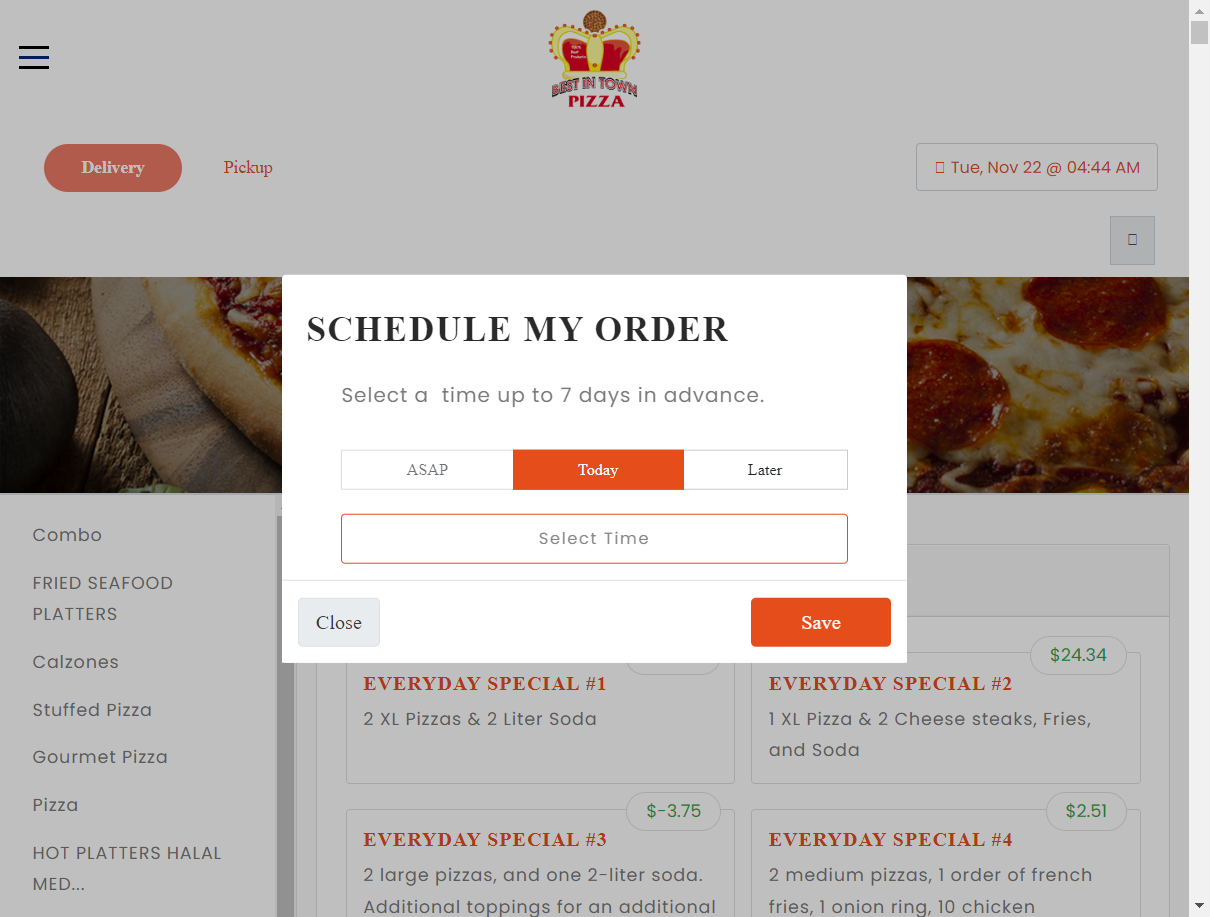 BEST IN TOWN
PIZZA
Delivery
Pickup
Tue, Nov 22 @ 04:44 AM
SCHEDULE MY ORDER
Select a  time up to 7 days in advance.
ASAP
Today
Later
Select Time
Close
Save
Combo
FRIED SEAFOOD
PLATTERS
Calzones
Stuffed Pizza
Gourmet Pizza
Pizza
HOT PLATTERS HALAL
MED...
EVERYDAY SPECIAL #1
2 XL Pizzas & 2 Liter Soda
$24.34
EVERYDAY SPECIAL #2
1 XL Pizza & 2 Cheese steaks, Fries,
and Soda
$-3.75
EVERYDAY SPECIAL #3
2 large pizzas, and one 2-liter soda.
Additional toppings for an additional
$2.51
EVERYDAY SPECIAL #4
2 medium pizzas, 1 order of french
fries, 1 onion ring, 10 chicken